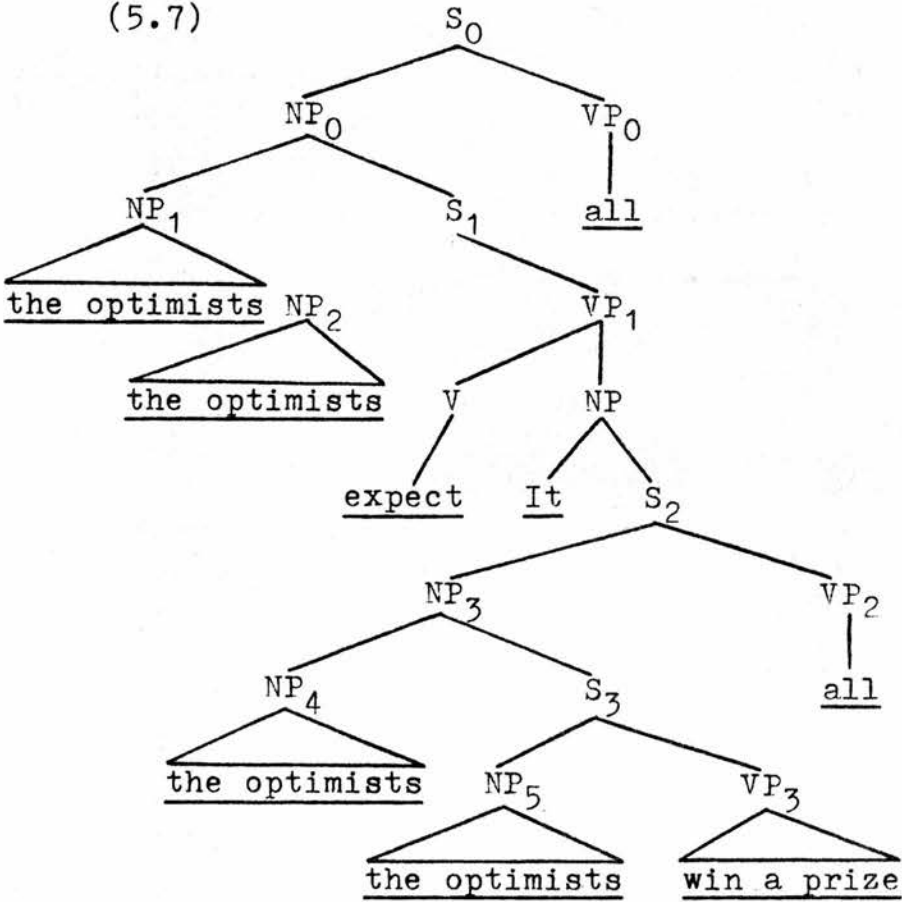 (5.7)
S0
NP0 VP0
NP1 S1 all
the optimists NP2 VP1
the optimists V NP
expect It S2
NP3 VP2
NP4 S3 all
the optimists NP5 VP3
the optimists win a prize